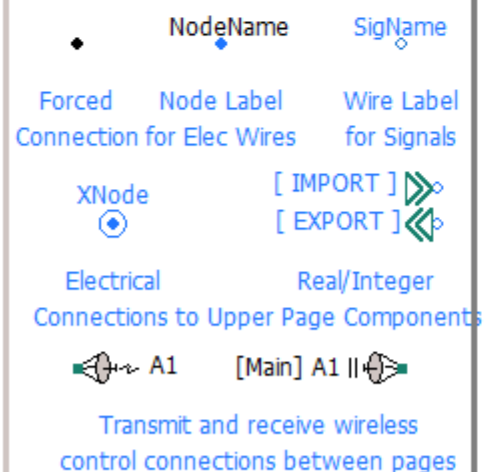 NodeName SigName
Forced Node Label Wire Label
Connection for Elec Wires for Signals
XNode [ IMPORT ]
[ EXPORT ]
Electrical Real/Integer
Connections to Upper Page Components
A1 [Main] A1
Transmit and receive wireless
control connections between pages